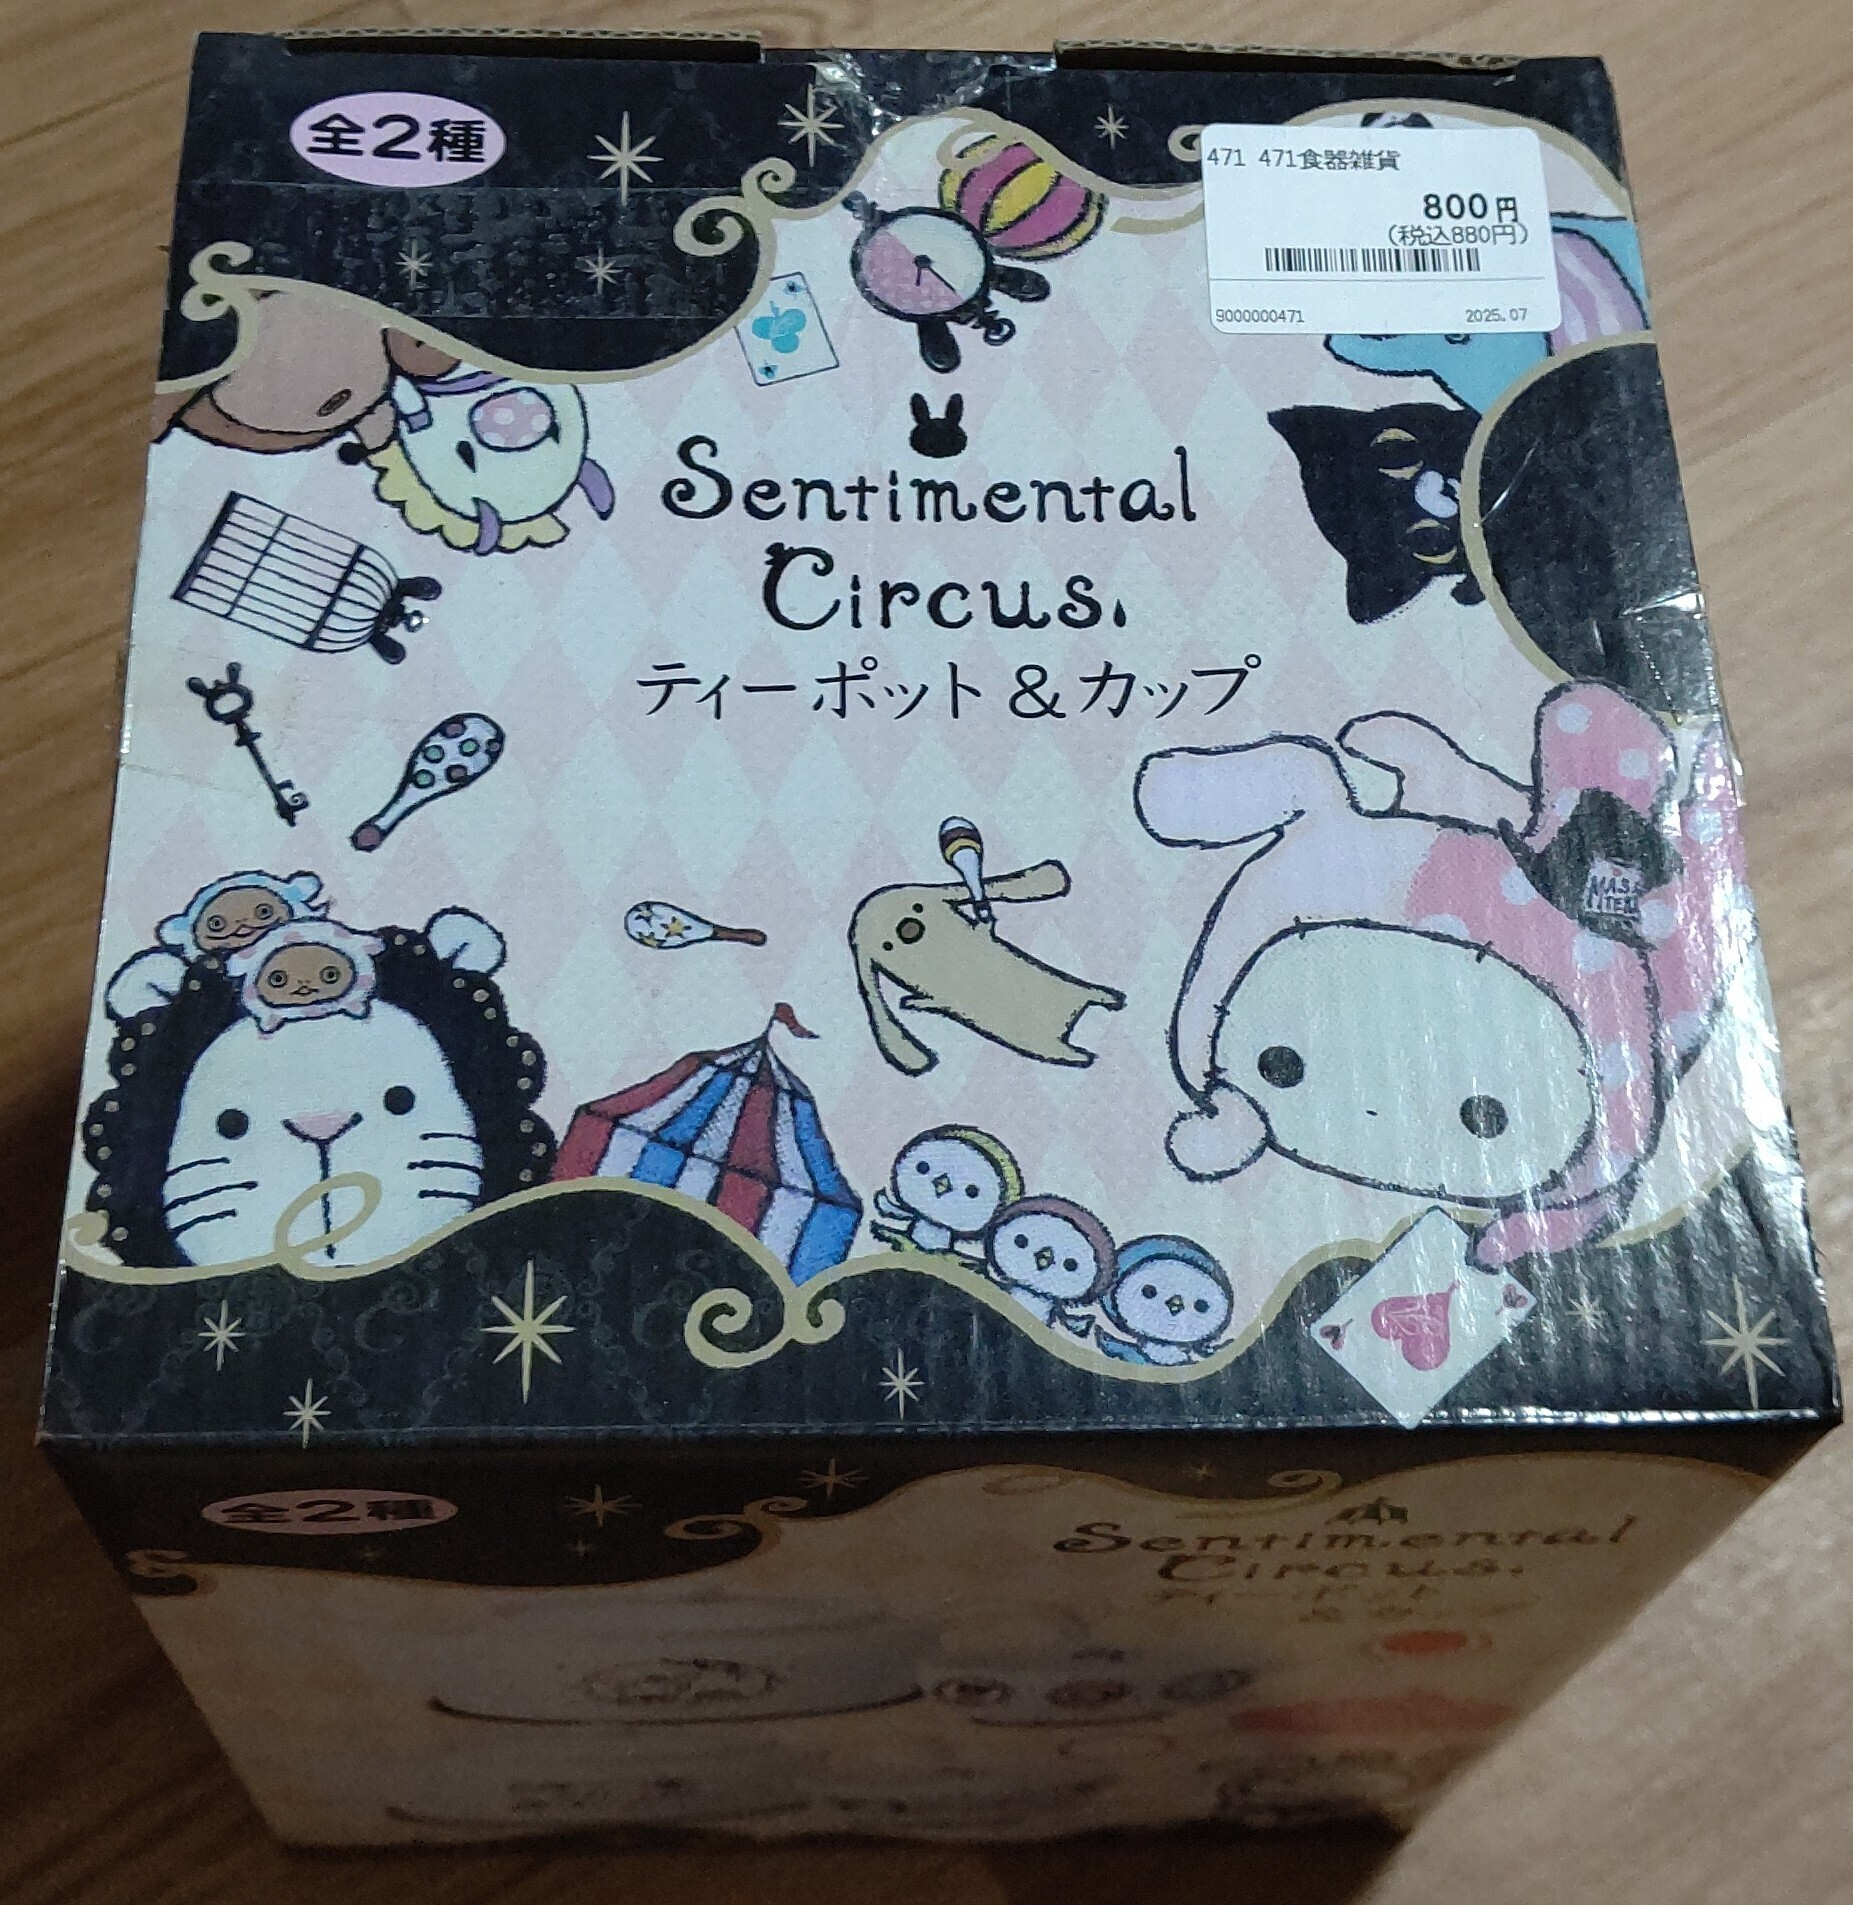 全2種
471 471食器雑貨
800円
(税込880円)
9000000471 2025.07
Sentimental
Circus.
ティーポット&カップ
全2種
Sentimental
Circus.